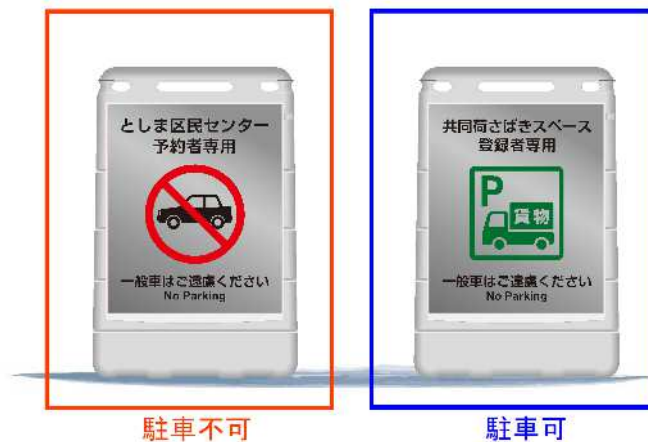 としま区民センター
予約者専用
一般車はご遠慮ください
No Parking
駐車不可
共同荷さばきスペース
登録者専用
P
貨物
一般車はご遠慮ください
No Parking
駐車可